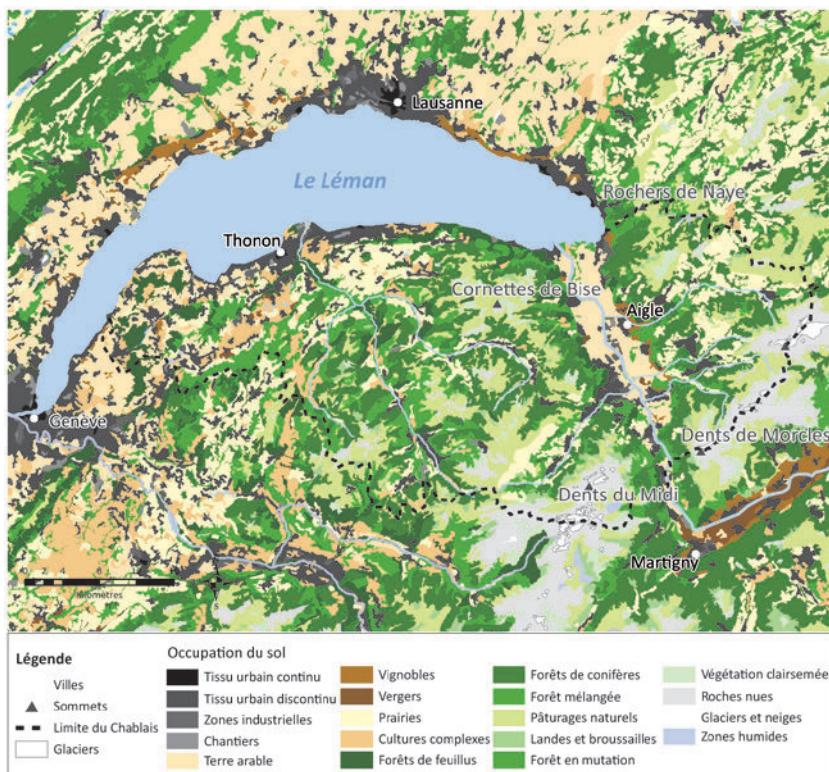 Lausanne
Le Léman
Rochers de Naye
Thonon
Cornettes de Bise
Aigle
Genève
Dents de Morcles
Dents du Midi
Martigny
Kilomètres
Légende
Villes
Sommets
Limite du Chablais
Glaciers
Occupation du sol
Tissu urbain continu
Tissu urbain discontinu
Zones industrielles
Chantiers
Terre arable
Vignobles
Vergers
Prairies
Cultures complexes
Forêts de feuillus
Forêts de conifères
Forêt mélangée
Pâturages naturels
Landes et broussailles
Forêt en mutation
Végétation clairsemée
Roches nues
Glaciers et neiges
Zones humides